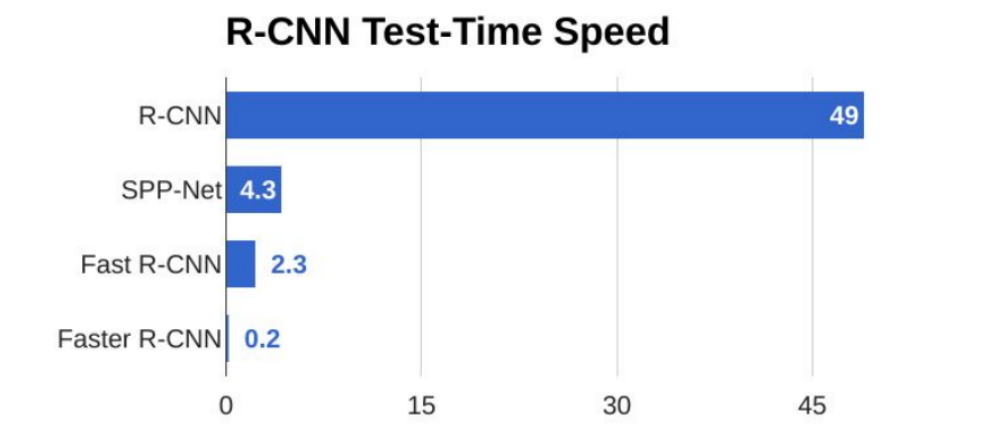 R-CNN Test-Time Speed
R-CNN 49
SPP-Net 4.3
Fast R-CNN 2.3
Faster R-CNN 0.2
0 15 30 45